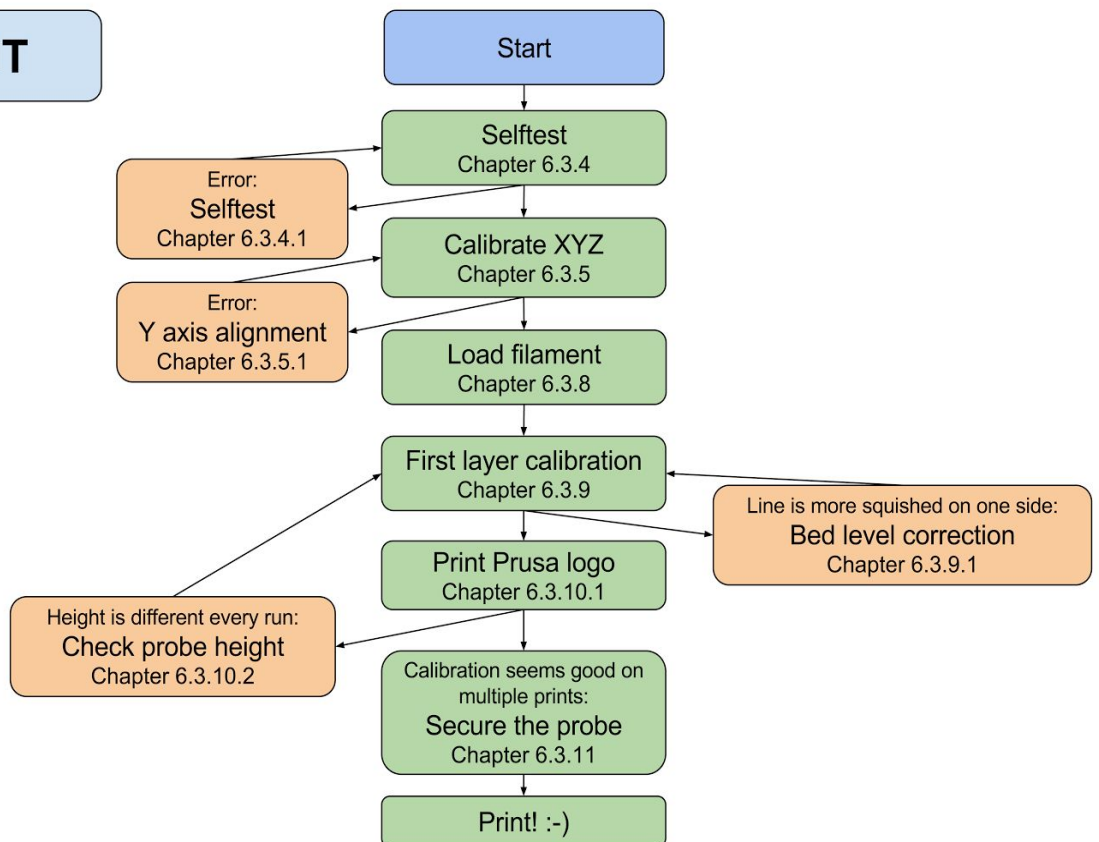 T
Start
Selftest
Chapter 6.3.4
Error:
Selftest
Chapter 6.3.4.1
Calibrate XYZ
Chapter 6.3.5
Error:
Y axis alignment
Chapter 6.3.5.1
Load filament
Chapter 6.3.8
First layer calibration
Chapter 6.3.9
Line is more squished on one side:
Bed level correction
Chapter 6.3.9.1
Print Prusa logo
Chapter 6.3.10.1
Height is different every run:
Check probe height
Chapter 6.3.10.2
Calibration seems good on
multiple prints:
Secure the probe
Chapter 6.3.11
Print! :-)